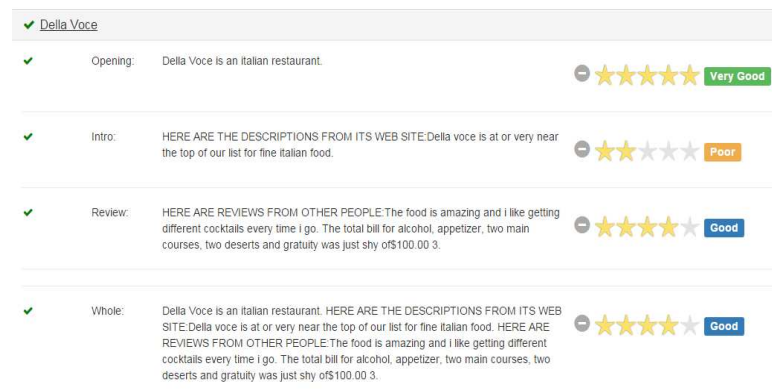 Della Voce
Opening: Della Voce is an italian restaurant. Very Good
Intro: HERE ARE THE DESCRIPTIONS FROM ITS WEB SITE:Della voce is at or very near
the top of our list for fine italian food. Poor
Review: HERE ARE REVIEWS FROM OTHER PEOPLE:The food is amazing and i like getting
different cocktails every time i go. The total bill for alcohol, appetizer, two main
courses, two deserts and gratuity was just shy of$100.00 3. Good
Whole: Della Voce is an italian restaurant. HERE ARE THE DESCRIPTIONS FROM ITS WEB
SITE:Della voce is at or very near the top of our list for fine italian food. HERE ARE
REVIEWS FROM OTHER PEOPLE:The food is amazing and i like getting different
cocktails every time i go. The total bill for alcohol, appetizer, two main courses, two
deserts and gratuity was just shy of$100.00 3. Good